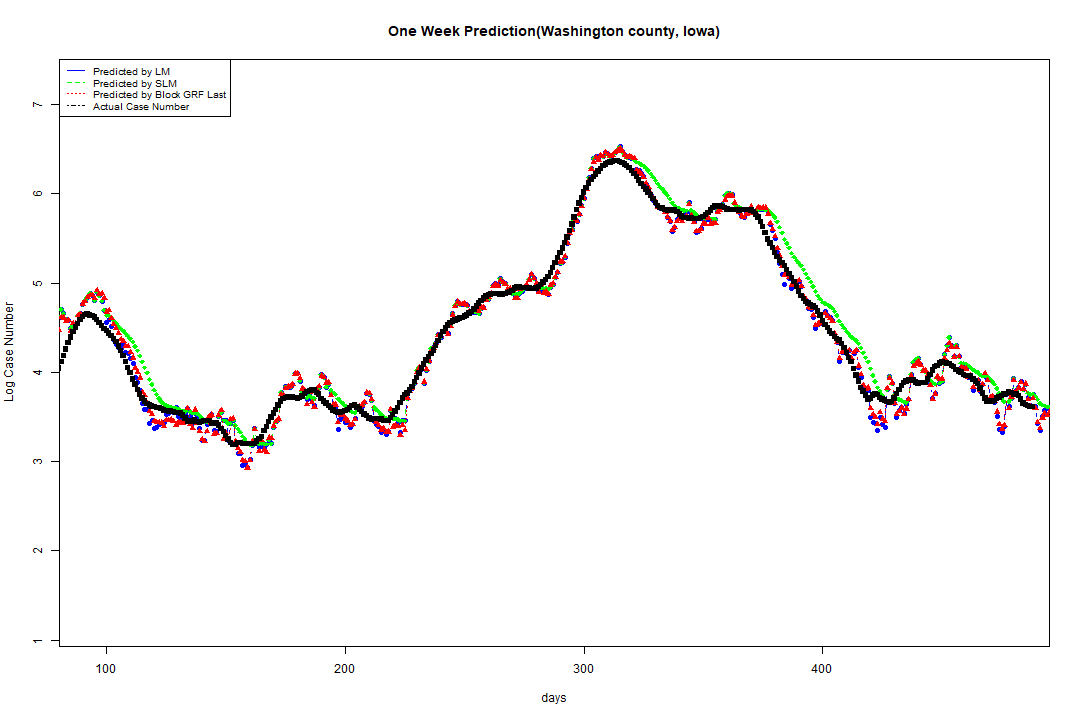 One Week Prediction(Washington county, Iowa)
Predicted by LM
Predicted by SLM
Predicted by Block GRF Last
Actual Case Number
7
6
5
4
3
2
1
Log Case Number
100 200 300 400
days